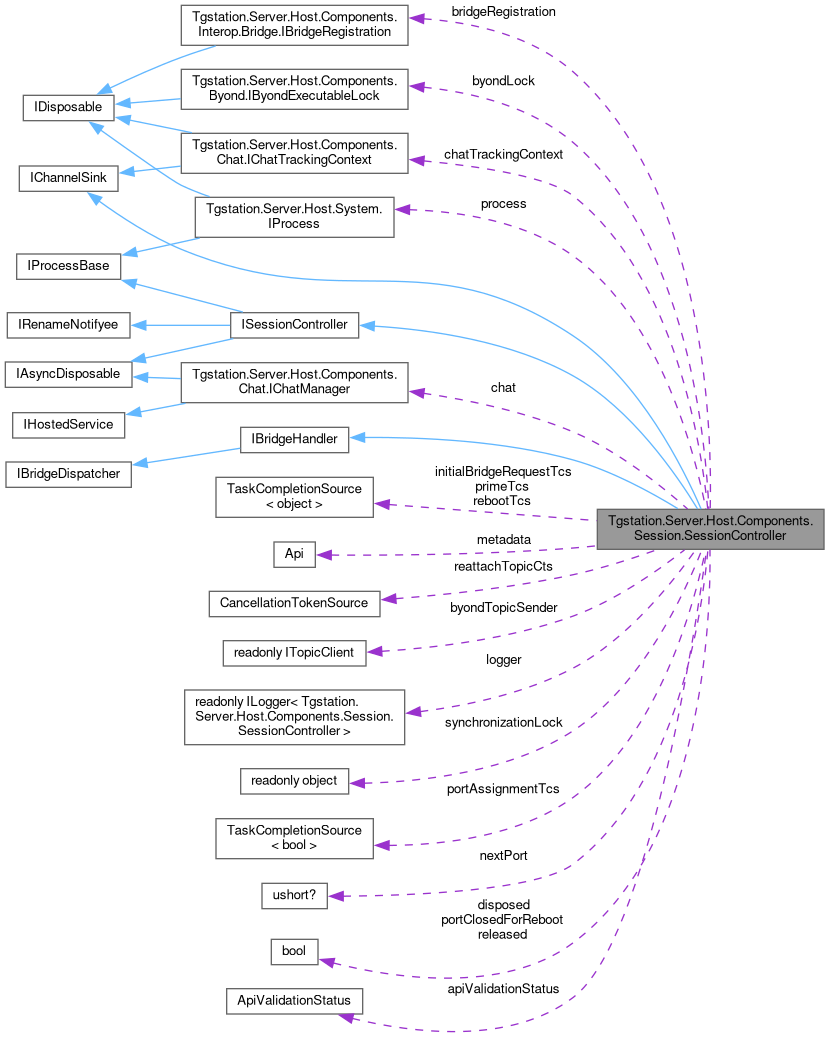 bridgeRegistration
Tgstation.Server.Host.Components.
Interop.Bridge.IBridgeRegistration
byondLock
Tgstation.Server.Host.Components.
Byond.IByondExecutableLock
IDisposable
chatTrackingContext
Tgstation.Server.Host.Components.
Chat.IChatTrackingContext
IChannelSink
process
Tgstation.Server.Host.System.
IProcess
IProcessBase
IRenameNotifyee
ISessionController
IAsyncDisposable
Tgstation.Server.Host.Components.
Chat.IChatManager
chat
IHostedService
IBridgeHandler
IBridgeDispatcher
initialBridgeRequestTcs
primeTcs
rebootTcs
TaskCompletionSource
< object >
Tgstation.Server.Host.Components.
Session.SessionController
metadata
Api
reattachTopicCts
CancellationTokenSource
byondTopicSender
readonly ITopicClient
logger
readonly ILogger< Tgstation.
Server.Host.Components.Session.
SessionController >
synchronizationLock
readonly object
portAssignmentTcs
TaskCompletionSource
< bool >
nextPort
ushort?
disposed
portClosedForReboot
released
bool
apiValidationStatus
ApiValidationStatus